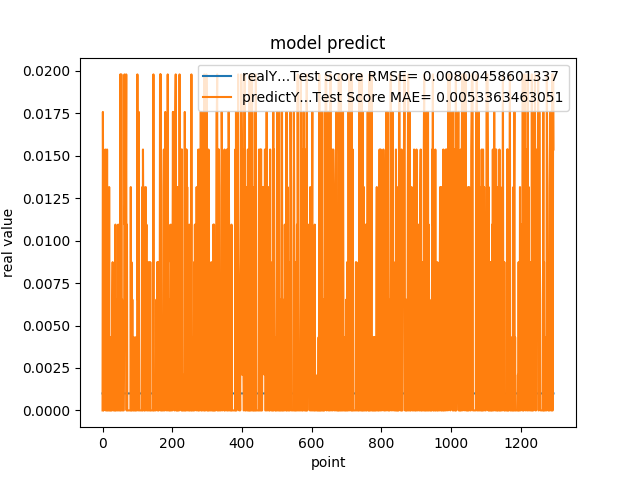 model predict
realY...Test Score RMSE= 0.00800458601337
predictY...Test Score MAE= 0.0053363463051
0.0200
0.0175
0.0150
0.0125
0.0100
0.0075
0.0050
0.0025
0.0000
real value
0 200 400 600 800 1000 1200
point